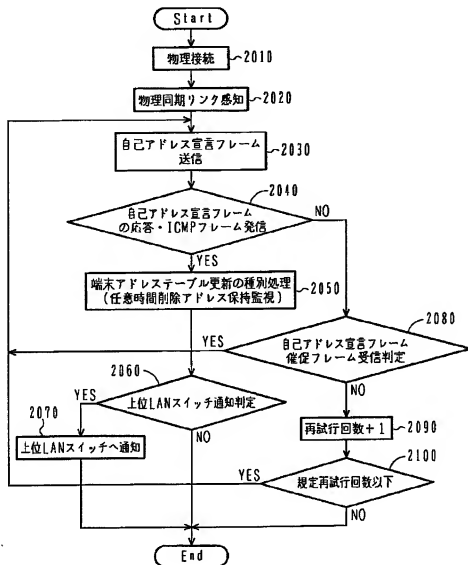 Start
物理接続
2010
物理同期リンク感知
2020
自己アドレス宣言フレーム
送信
2030
2040
自己アドレス宣言フレーム
の応答・ICMPフレーム発信
NO
YES
端末アドレステーブル更新の種別処理
(任意時間削除アドレス保持監視)
2050
2080
YES
自己アドレス宣言フレーム
催促フレーム受信判定
NO
2060
YES
上位LANスイッチ通知判定
NO
2070
上位LANスイッチへ通知
再試行回数+1
2090
2100
YES
規定再試行回数以下
NO
End